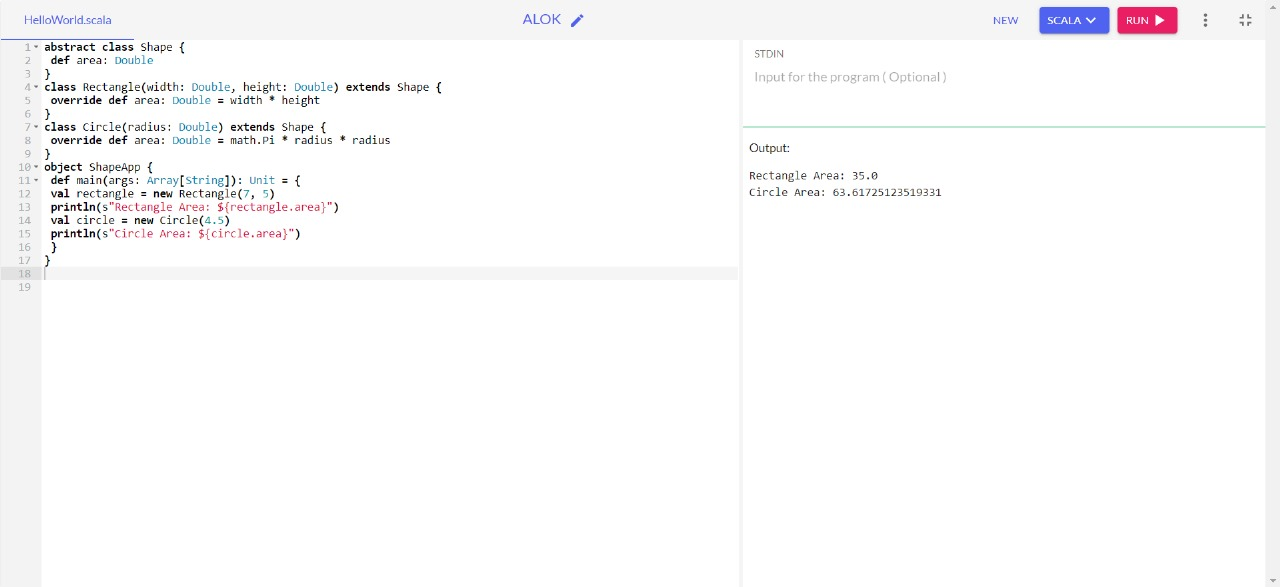 HelloWorld.scala
ALOK
NEW
SCALA
RUN
1 abstract class Shape {
2  def area: Double
3 }
4 class Rectangle(width: Double, height: Double) extends Shape {
5  override def area: Double = width * height
6 }
7 class Circle(radius: Double) extends Shape {
8  override def area: Double = math.Pi * radius * radius
9 }
10 object ShapeApp {
11  def main(args: Array[String]): Unit = {
12  val rectangle = new Rectangle(7, 5)
13  println(s"Rectangle Area: ${rectangle.area}")
14  val circle = new Circle(4.5)
15  println(s"Circle Area: ${circle.area}")
16  }
17 }
18
19
STDIN
Input for the program ( Optional )
Output:
Rectangle Area: 35.0
Circle Area: 63.61725123519331